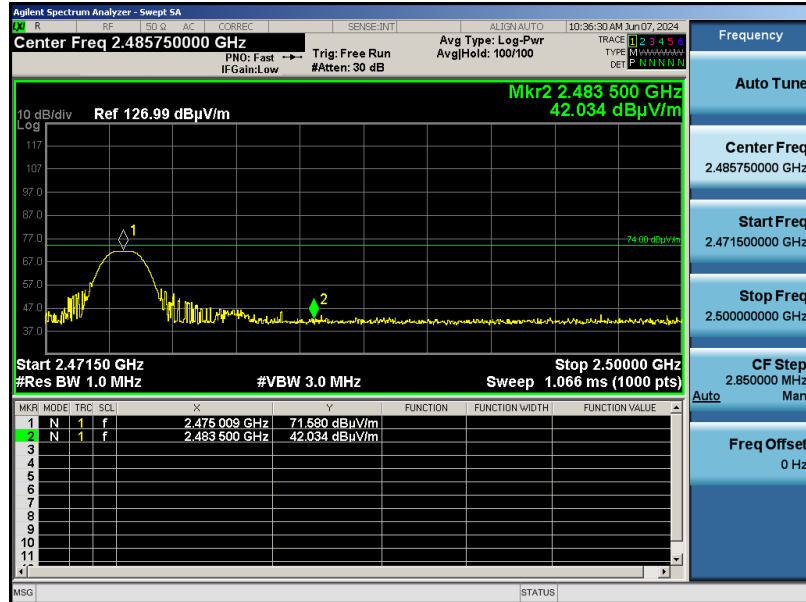 Agilent Spectrum Analyzer - Swept SA
LXI R RF 50 Ω AC CORREC SENSE:INT ALIGN AUTO 10:36:30 AM Jun 07, 2024
Center Freq 2.485750000 GHz
PNO: Fast
IFGain:Low
Trig: Free Run
#Atten: 30 dB
Avg Type: Log-Pwr
Avg|Hold: 100/100
TRACE 1 2 3 4 5 6
TYPE M
DET P N N N N N
Mkr2 2.483 500 GHz
42.034 dBµV/m
10 dB/div Ref 126.99 dBµV/m
Log
117
107
97.0
87.0
77.0
67.0
57.0
47.0
37.0
1
74.00 dBµV/m
2
Start 2.47150 GHz Stop 2.50000 GHz
#Res BW 1.0 MHz #VBW 3.0 MHz Sweep 1.066 ms (1000 pts)
MKR MODE TRC SCL X Y FUNCTION FUNCTION WIDTH FUNCTION VALUE
1 N 1 f 2.475 009 GHz 71.580 dBµV/m
2 N 1 f 2.483 500 GHz 42.034 dBµV/m
3
4
5
6
7
8
9
10
11
MSG STATUS
Frequency
Auto Tune
Center Freq
2.485750000 GHz
Start Freq
2.471500000 GHz
Stop Freq
2.500000000 GHz
CF Step
2.850000 MHz
Auto Man
Freq Offset
0 Hz